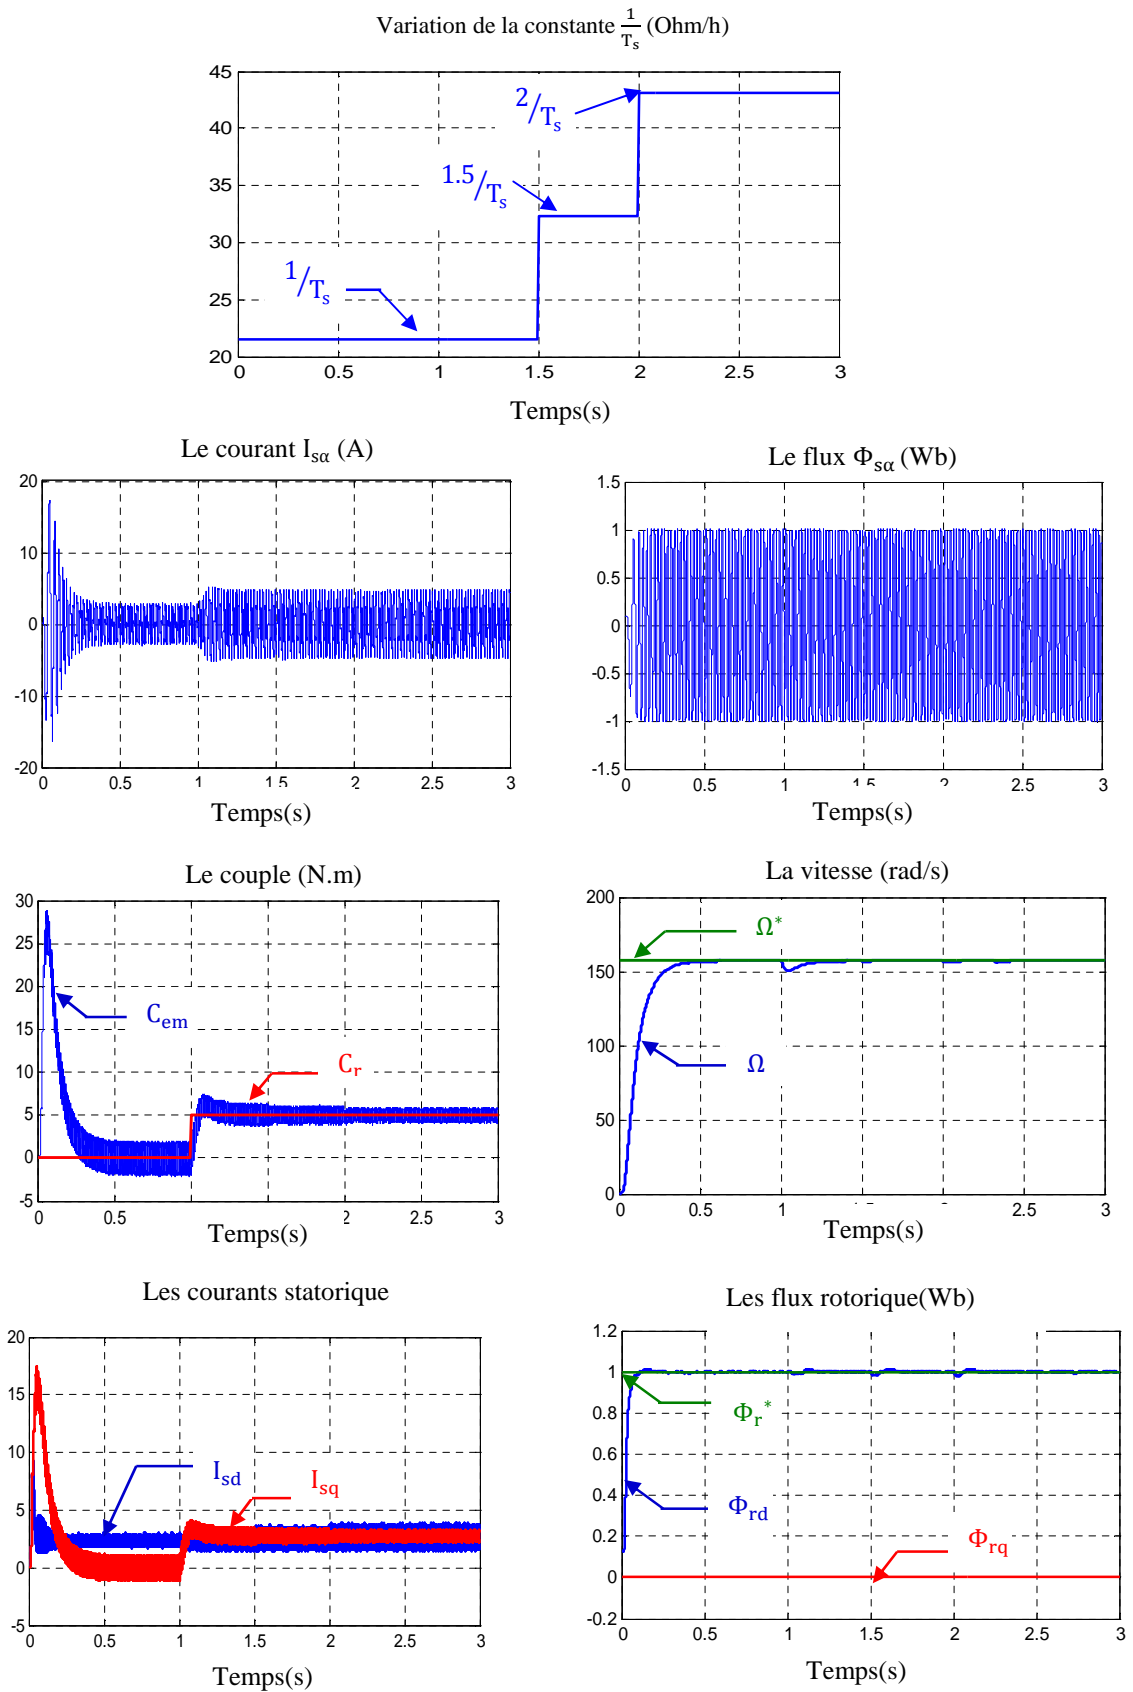 Variation de la constante 1/Ts (Ohm/h)
45
40
35
30
25
20
2/Ts
1.5/Ts
1/Ts
0 0.5 1 1.5 2 2.5 3
Temps(s)
Le courant Isα (A)
20
10
0
-10
-20
0 0.5 1 1.5 2 2.5 3
Temps(s)
Le flux Φsα (Wb)
1.5
1
0.5
0
-0.5
-1
-1.5
0 0.5 1 1.5 2 2.5 3
Temps(s)
Le couple (N.m)
30
25
20
15
10
5
0
-5
Cem
Cr
0 0.5 2 2.5 3
Temps(s)
La vitesse (rad/s)
200
150
100
50
0
Ω*
Ω
0 0.5 1 2.5 3
Temps(s)
Les courants statorique
20
15
10
5
0
-5
Isd
Isq
0 0.5 1 1.5 2 2.5 3
Temps(s)
Les flux rotorique(Wb)
1.2
1
0.8
0.6
0.4
0.2
0
-0.2
Φr*
Φrd
Φrq
0 0.5 1 1.5 2 2.5 3
Temps(s)